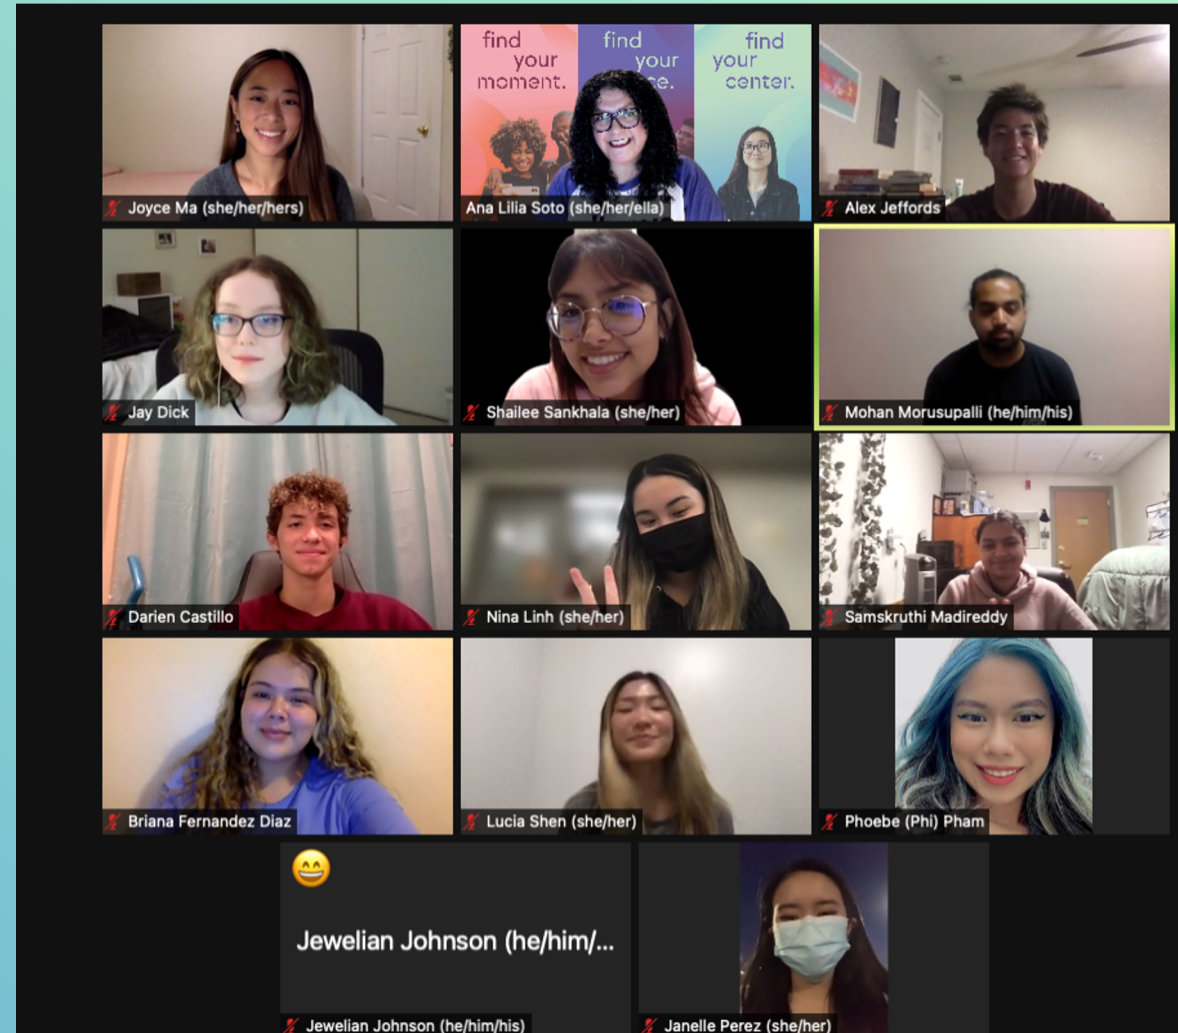 find
your
moment.
find
your
ce.
find
your
center.
Joyce Ma (she/her/hers)
Ana Lilia Soto (she/her/ella)
Alex Jeffords
Jay Dick
Shailee Sankhala (she/her)
Mohan Morusupalli (he/him/his)
Darien Castillo
Nina Linh (she/her)
Samskruthi Madireddy
Briana Fernandez Diaz
Lucia Shen (she/her)
Phoebe (Phi) Pham
Jewelian Johnson (he/him/...
Jewelian Johnson (he/him/his)
Janelle Perez (she/her)